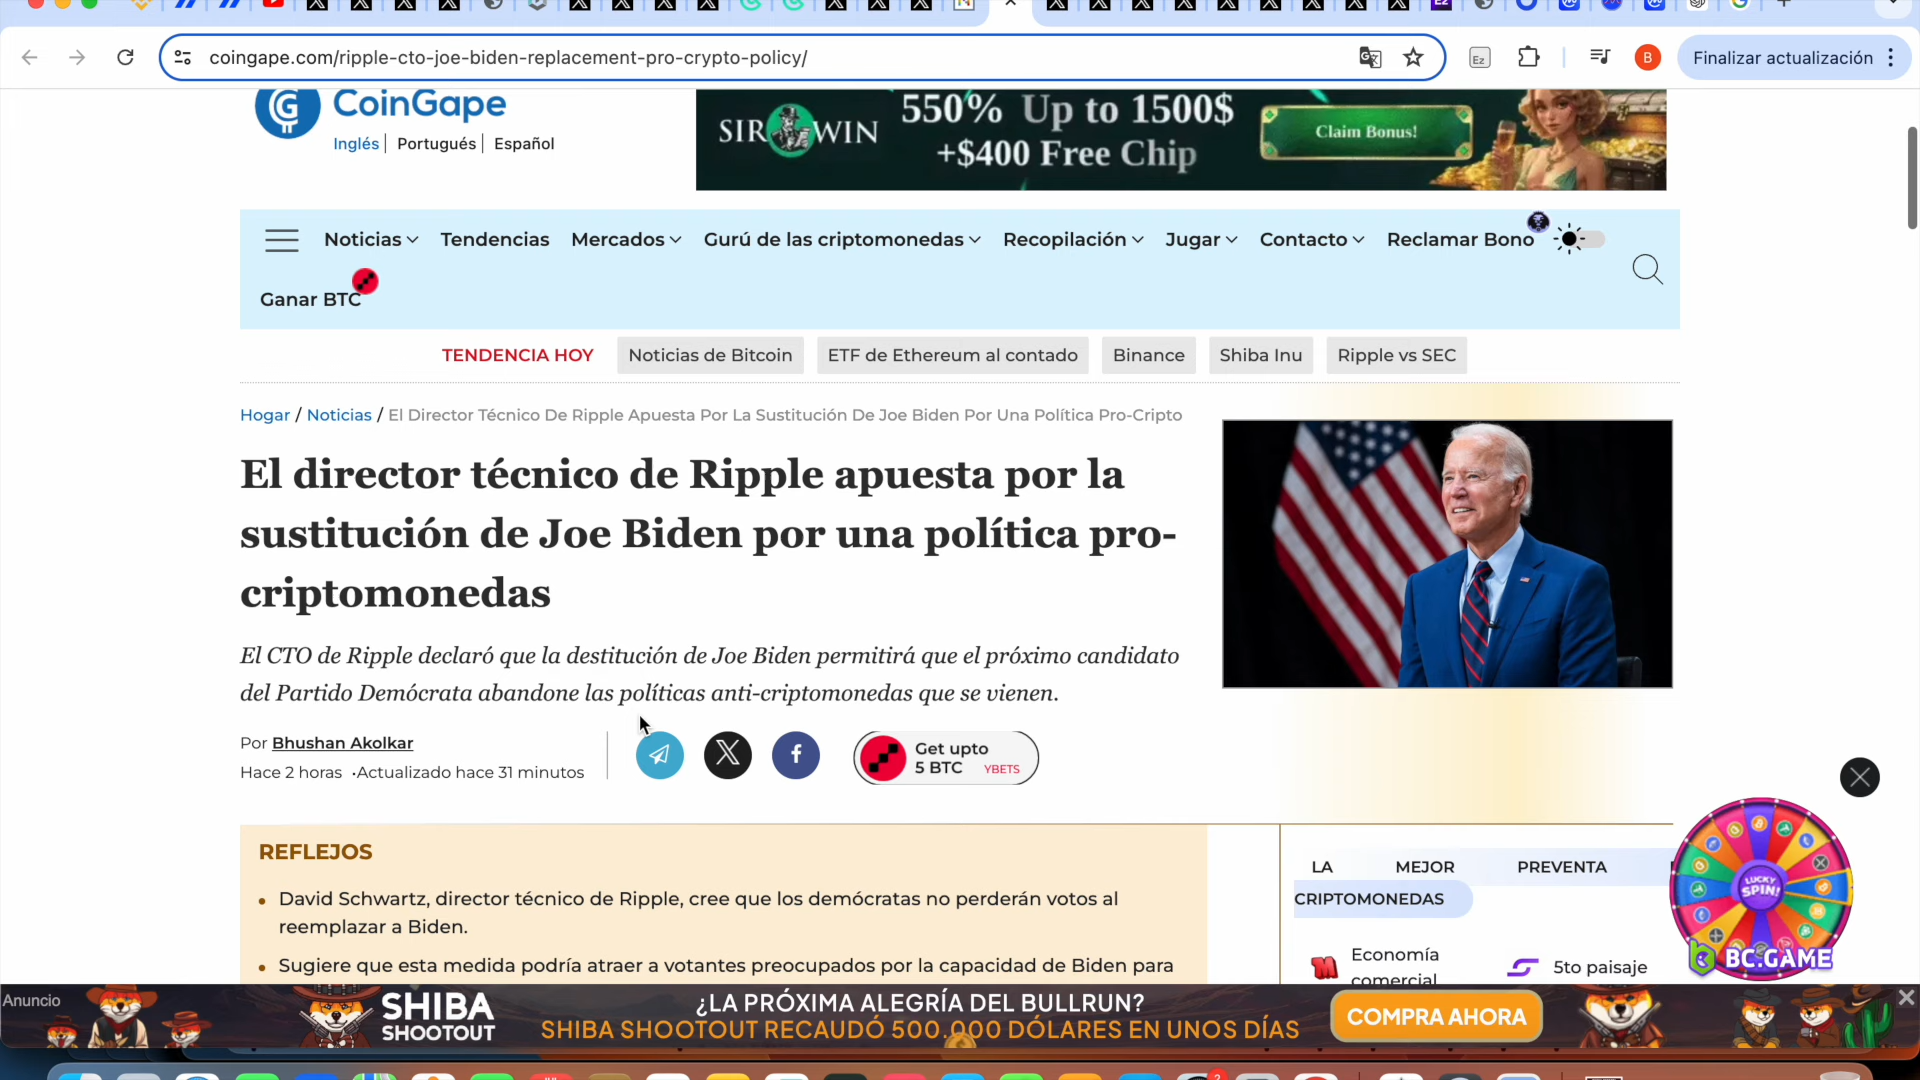 coingape.com/ripple-cto-joe-biden-replacement-pro-crypto-policy/
Ez
B
Finalizar actualización
CoinGape
Inglés | Portugués | Español
SIR WIN
550% Up to 1500$
+$400 Free Chip
Claim Bonus!
Noticias Tendencias Mercados Gurú de las criptomonedas Recopilación Jugar Contacto Reclamar Bono
Ganar BTC
TENDENCIA HOY Noticias de Bitcoin ETF de Ethereum al contado Binance Shiba Inu Ripple vs SEC
Hogar / Noticias / El Director Técnico De Ripple Apuesta Por La Sustitución De Joe Biden Por Una Política Pro-Cripto
El director técnico de Ripple apuesta por la
sustitución de Joe Biden por una política pro-
criptomonedas
El CTO de Ripple declaró que la destitución de Joe Biden permitirá que el próximo candidato
del Partido Demócrata abandone las políticas anti-criptomonedas que se vienen.
Por Bhushan Akolkar
Hace 2 horas •Actualizado hace 31 minutos
Get upto
5 BTC YBETS
REFLEJOS
• David Schwartz, director técnico de Ripple, cree que los demócratas no perderán votos al
reemplazar a Biden.
• Sugiere que esta medida podría atraer a votantes preocupados por la capacidad de Biden para
LA MEJOR PREVENTA
CRIPTOMONEDAS
Economía
comercial
5to paisaje
LUCKY
SPIN!
BC.GAME
Anuncio
SHIBA
SHOOTOUT
¿LA PRÓXIMA ALEGRÍA DEL BULLRUN?
SHIBA SHOOTOUT RECAUDÓ 500.000 DÓLARES EN UNOS DÍAS
COMPRA AHORA